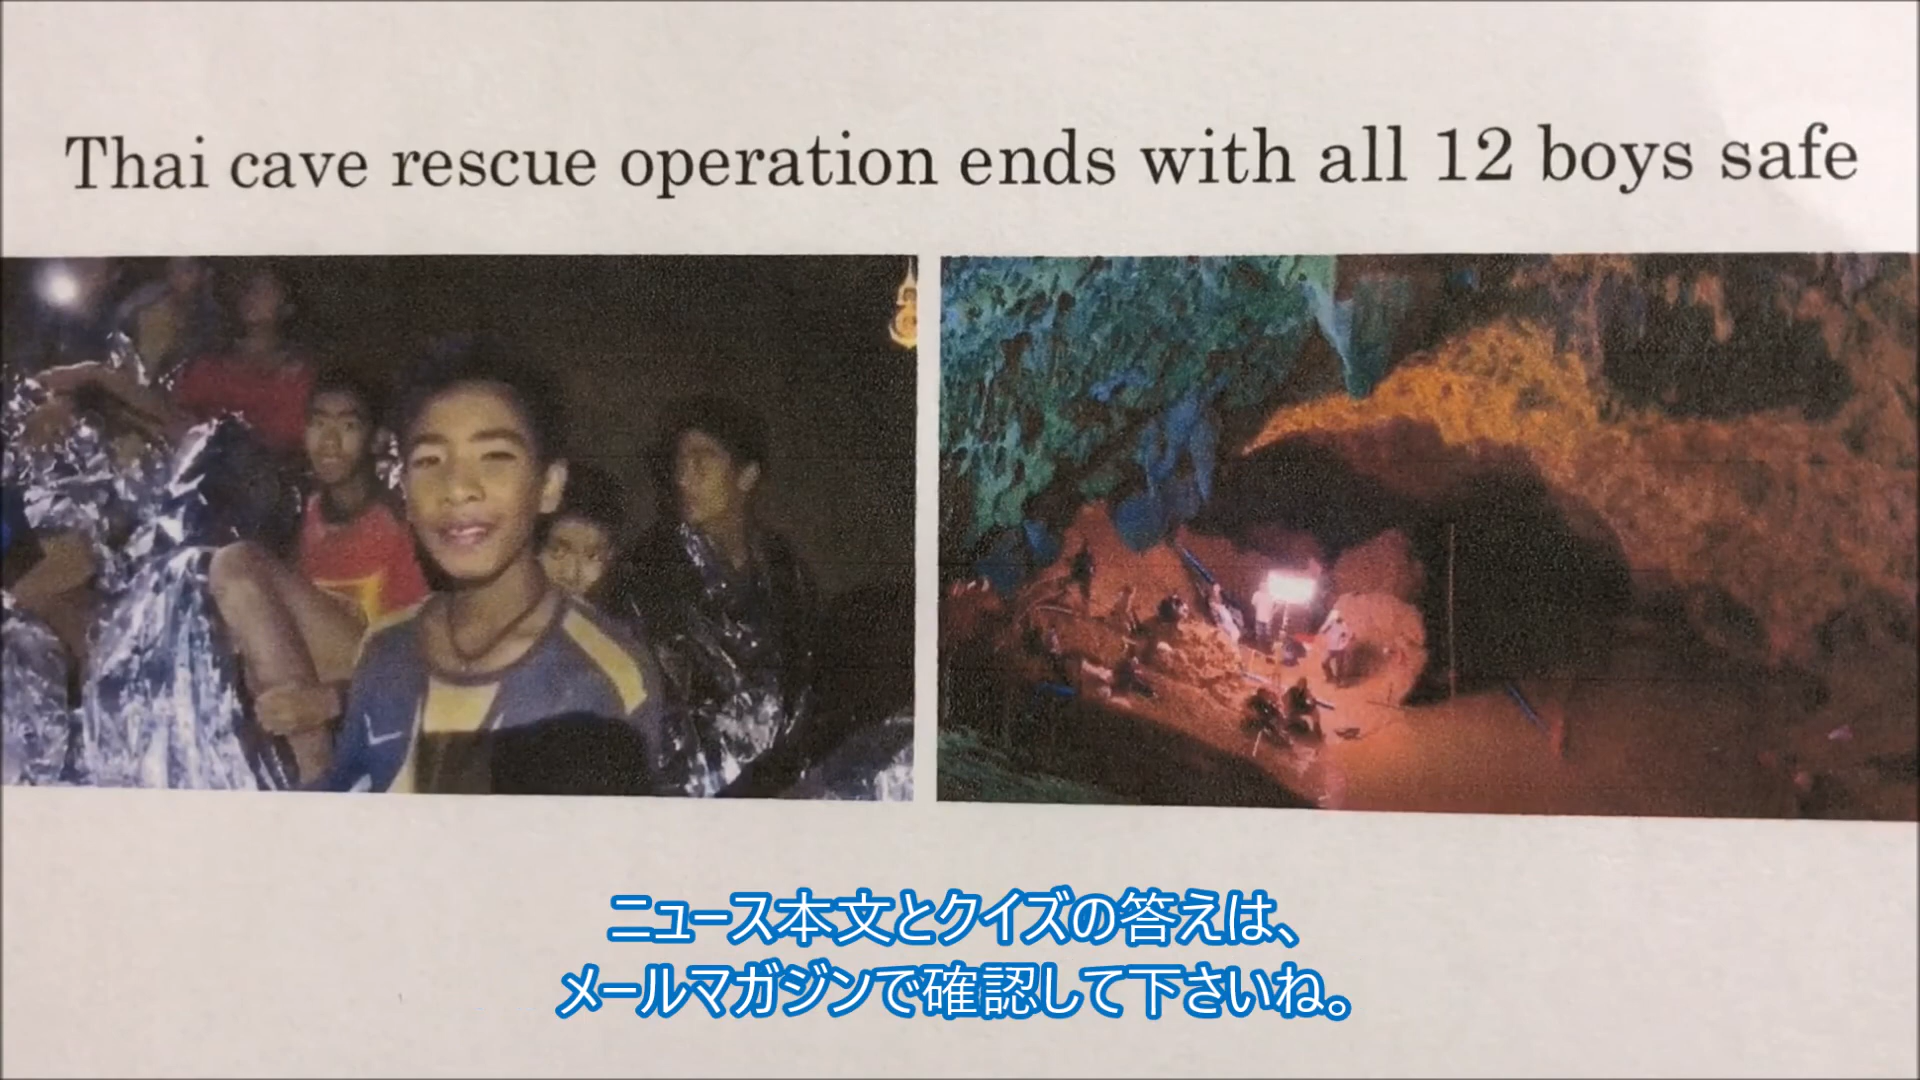 Thai cave rescue operation ends with all 12 boys safe
ニュース本文とクイズの答えは、
メールマガジンで確認して下さいね。